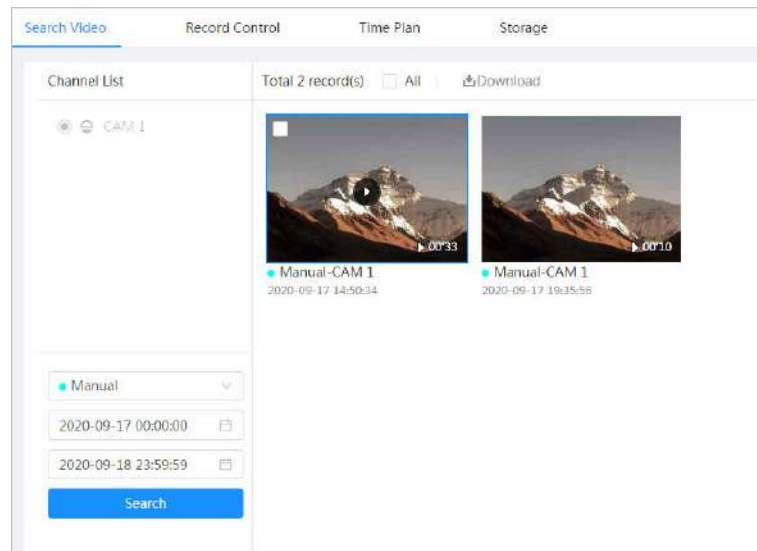 Search Video Record Control Time Plan Storage
Channel List
Total 2 record(s) All Download
CAM 1
00'33
00'10
Manual-CAM 1
2020-09-17 14:50:34
Manual-CAM 1
2020-09-17 19:35:56
Manual
2020-09-17 00:00:00
2020-09-18 23:59:59
Search